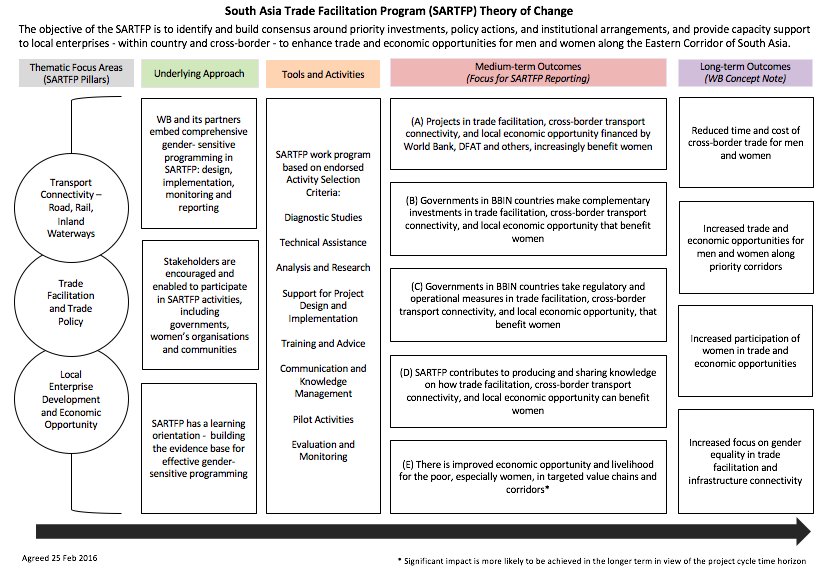 South Asia Trade Facilitation Program (SARTFP) Theory of Change
The objective of the SARTFP is to identify and build consensus around priority investments, policy actions, and institutional arrangements, and provide capacity support
to local enterprises - within country and cross-border - to enhance trade and economic opportunities for men and women along the Eastern Corridor of South Asia.
Thematic Focus Areas
(SARTFP Pillars)
Transport
Connectivity –
Road, Rail,
Inland
Waterways
Trade
Facilitation
and Trade
Policy
Local
Enterprise
Development
and Economic
Opportunity
Underlying Approach
WB and its partners
embed comprehensive
gender- sensitive
programming in
SARTFP: design,
implementation,
monitoring and
reporting
Stakeholders are
encouraged and
enabled to participate
in SARTFP activities,
including
governments,
women's organisations
and communities
SARTFP has a learning
orientation - building
the evidence base for
effective gender-
sensitive programming
Tools and Activities
SARTFP work program
based on endorsed
Activity Selection
Criteria:
Diagnostic Studies
Technical Assistance
Analysis and Research
Support for Project
Design and
Implementation
Training and Advice
Communication and
Knowledge
Management
Pilot Activities
Evaluation and
Monitoring
Medium-term Outcomes
(Focus for SARTFP Reporting)
(A) Projects in trade facilitation, cross-border transport
connectivity, and local economic opportunity financed by
World Bank, DFAT and others, increasingly benefit women
(B) Governments in BBIN countries make complementary
investments in trade facilitation, cross-border transport
connectivity, and local economic opportunity that benefit
women
(C) Governments in BBIN countries take regulatory and
operational measures in trade facilitation, cross-border
transport connectivity, and local economic opportunity, that
benefit women
(D) SARTFP contributes to producing and sharing knowledge
on how trade facilitation, cross-border transport
connectivity, and local economic opportunity can benefit
women
(E) There is improved economic opportunity and livelihood
for the poor, especially women, in targeted value chains and
corridors*
Long-term Outcomes
(WB Concept Note)
Reduced time and cost of
cross-border trade for men
and women
Increased trade and
economic opportunities for
men and women along
priority corridors
Increased participation of
women in trade and
economic opportunities
Increased focus on gender
equality in trade
facilitation and
infrastructure connectivity
Agreed 25 Feb 2016
* Significant impact is more likely to be achieved in the longer term in view of the project cycle time horizon